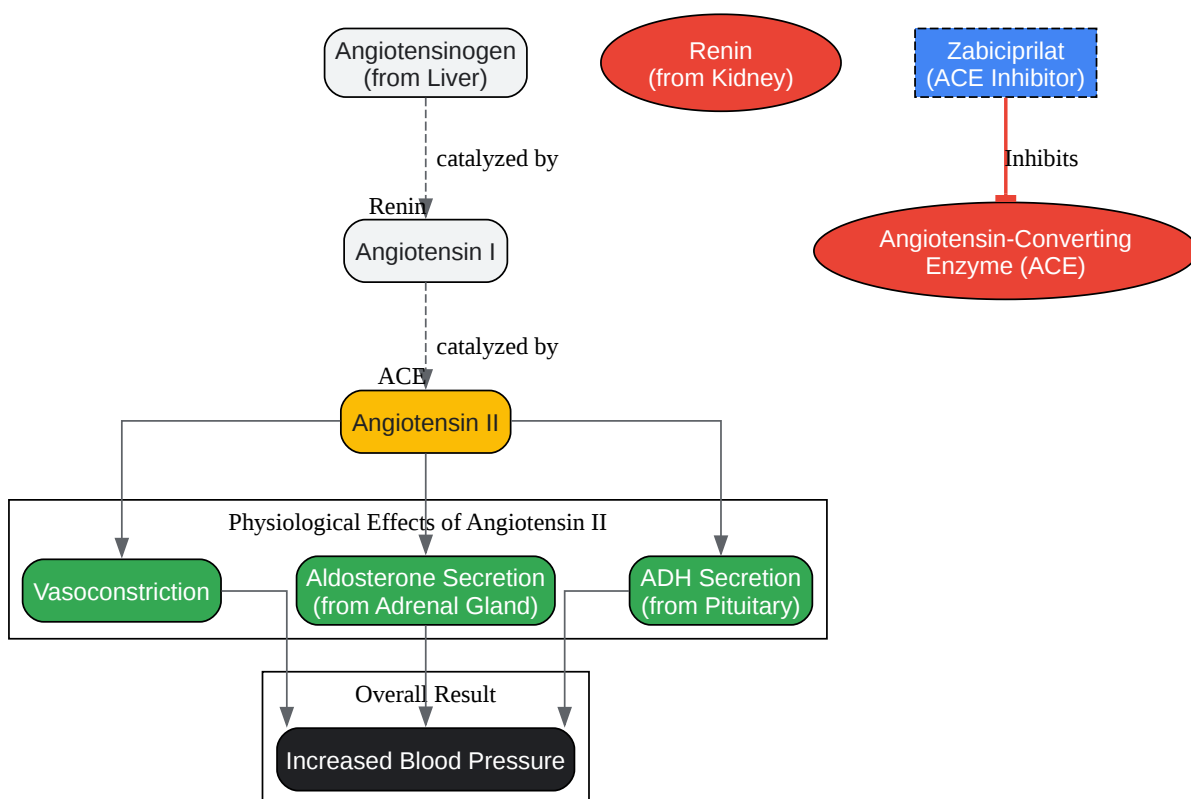 Angiotensinogen
(from Liver)
Renin
(from Kidney)
Zabiciprilat
(ACE Inhibitor)
catalyzed by
Inhibits
Renin
Angiotensin I
Angiotensin-Converting
Enzyme (ACE)
catalyzed by
ACE
Angiotensin II
Physiological Effects of Angiotensin II
Vasoconstriction
Aldosterone Secretion
(from Adrenal Gland)
ADH Secretion
(from Pituitary)
Overall Result
Increased Blood Pressure